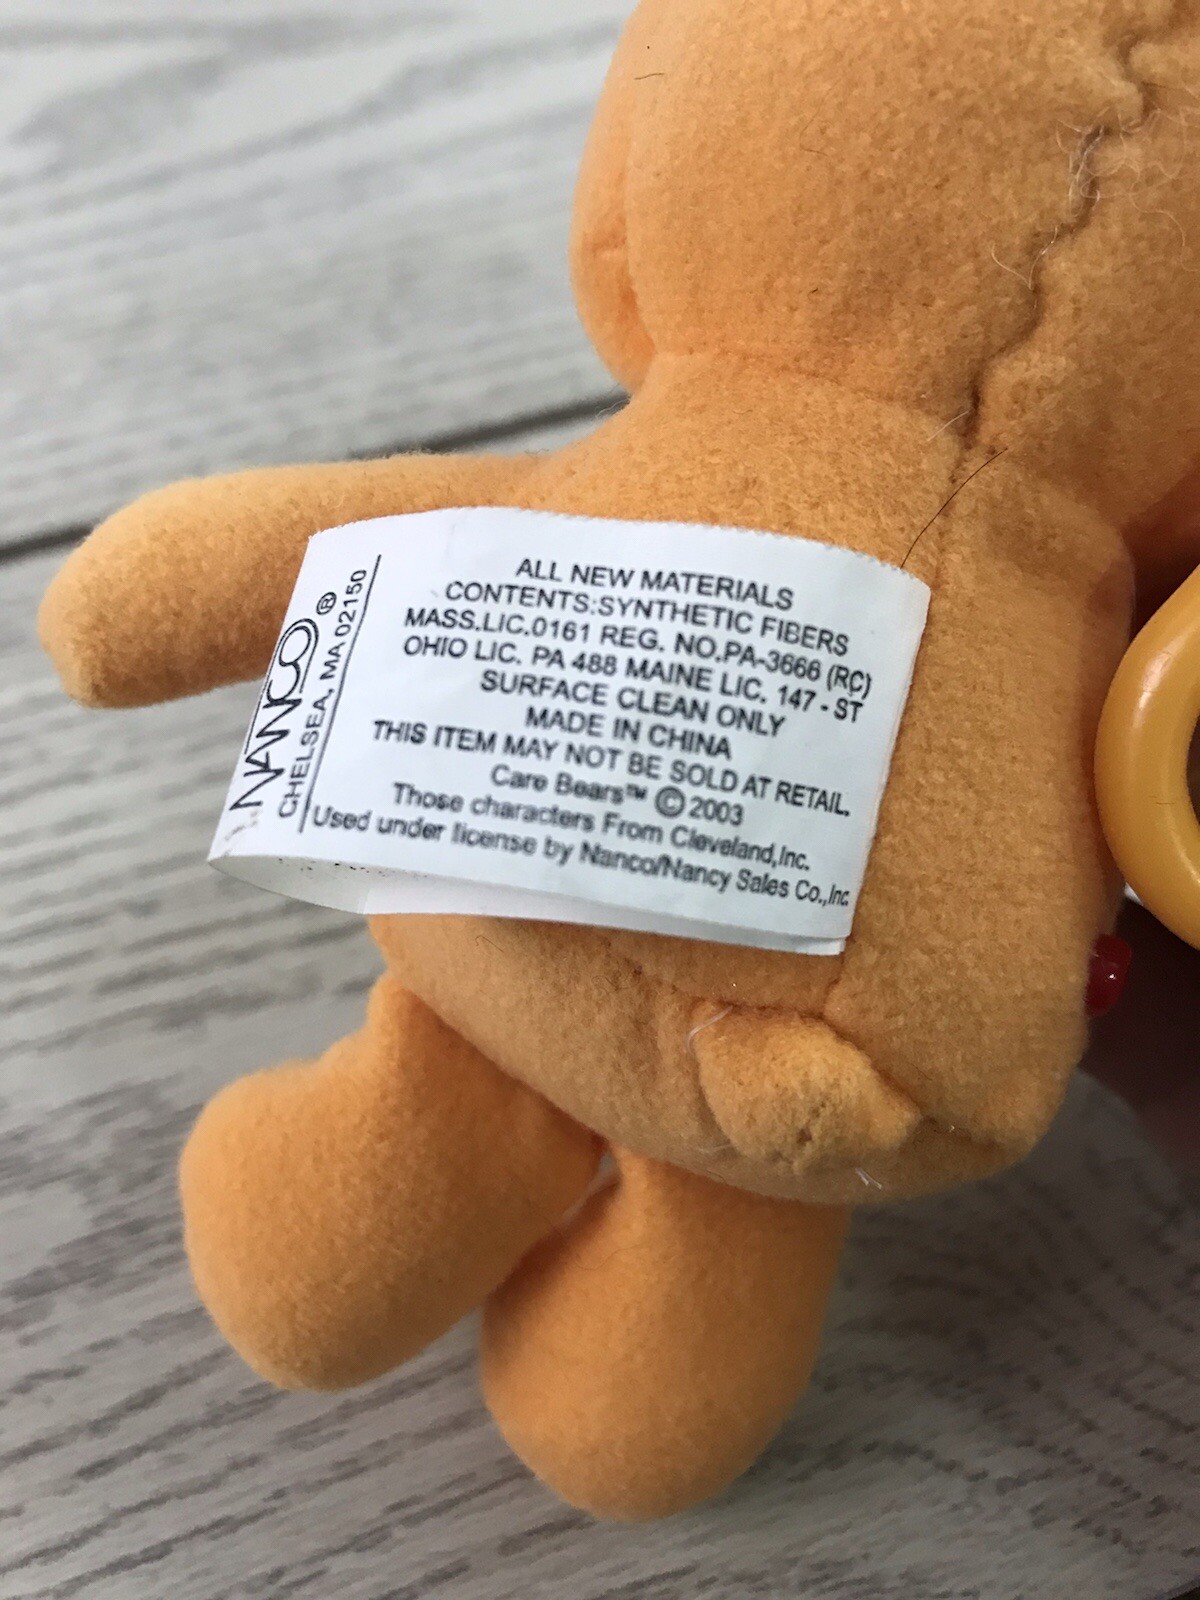 ALL NEW MATERIALS
CONTENTS:SYNTHETIC FIBERS
MASS.LIC.0161 REG. NO.PA-3666 (RC)
OHIO LIC. PA 488 MAINE LIC. 147 - ST
SURFACE CLEAN ONLY
MADE IN CHINA
THIS ITEM MAY NOT BE SOLD AT RETAIL.
Care Bears™ © 2003
Those characters From Cleveland,Inc.
Used under license by Nanco/Nancy Sales Co.,Inc.
NANCO®
CHELSEA, MA 02150